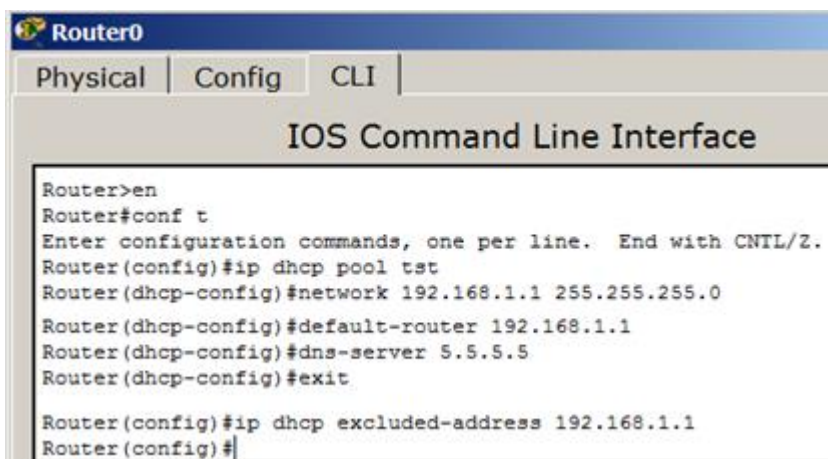 Router0
Physical Config CLI
IOS Command Line Interface
Router>en
Router#conf t
Enter configuration commands, one per line.  End with CNTL/Z.
Router(config)#ip dhcp pool tst
Router(dhcp-config)#network 192.168.1.1 255.255.255.0
Router(dhcp-config)#default-router 192.168.1.1
Router(dhcp-config)#dns-server 5.5.5.5
Router(dhcp-config)#exit
Router(config)#ip dhcp excluded-address 192.168.1.1
Router(config)#